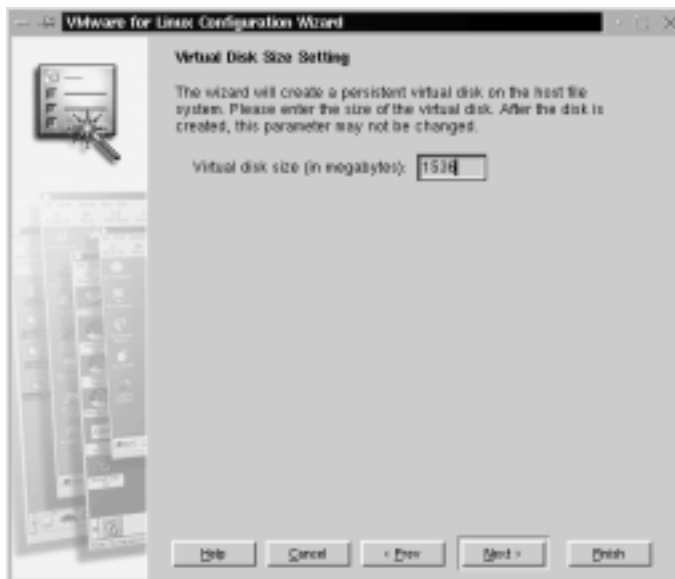 VMware for Linux Configuration Wizard
Virtual Disk Size Setting
The wizard will create a persistent virtual disk on the host file
system. Please enter the size of the virtual disk. After the disk is
created, this parameter may not be changed.
Virtual disk size (in megabytes): 1536
Help Cancel < Prev Next > Finish